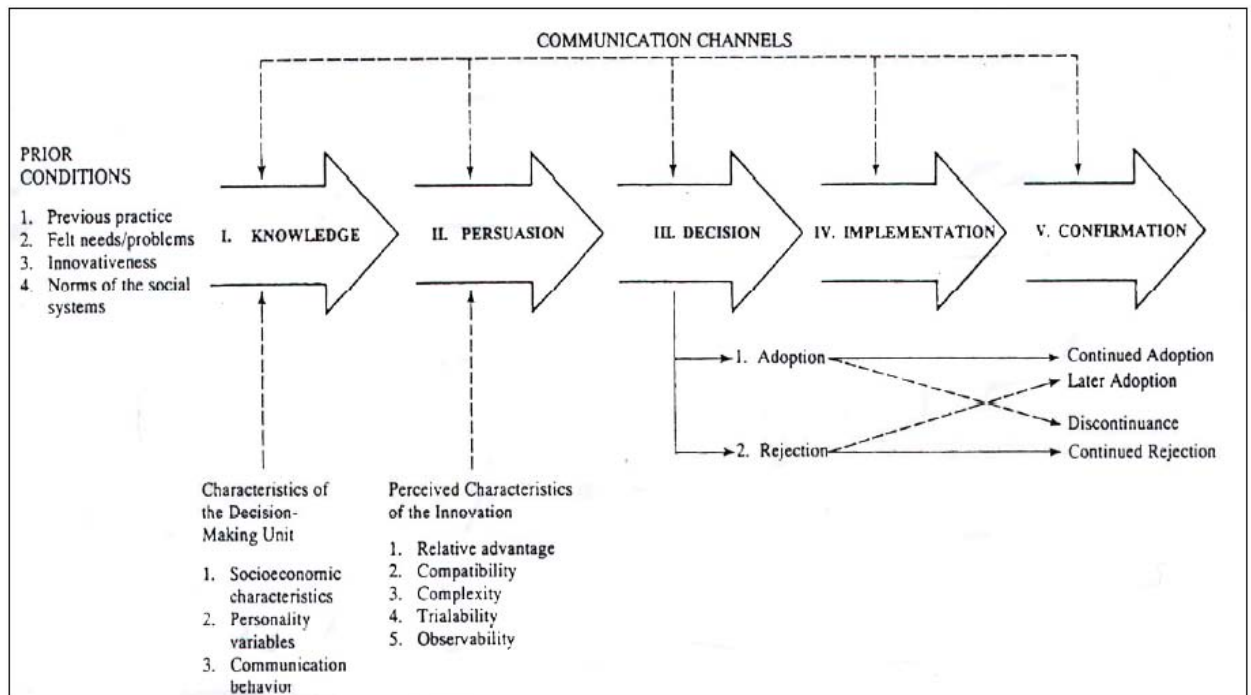 COMMUNICATION CHANNELS
PRIOR
CONDITIONS
1. Previous practice
2. Felt needs/problems
3. Innovativeness
4. Norms of the social
systems
I. KNOWLEDGE
II. PERSUASION
III. DECISION
IV. IMPLEMENTATION
V. CONFIRMATION
1. Adoption
2. Rejection
Continued Adoption
Later Adoption
Discontinuance
Continued Rejection
Characteristics of
the Decision-
Making Unit
1. Socioeconomic
characteristics
2. Personality
variables
3. Communication
behavior
Perceived Characteristics
of the Innovation
1. Relative advantage
2. Compatibility
3. Complexity
4. Trialability
5. Observability